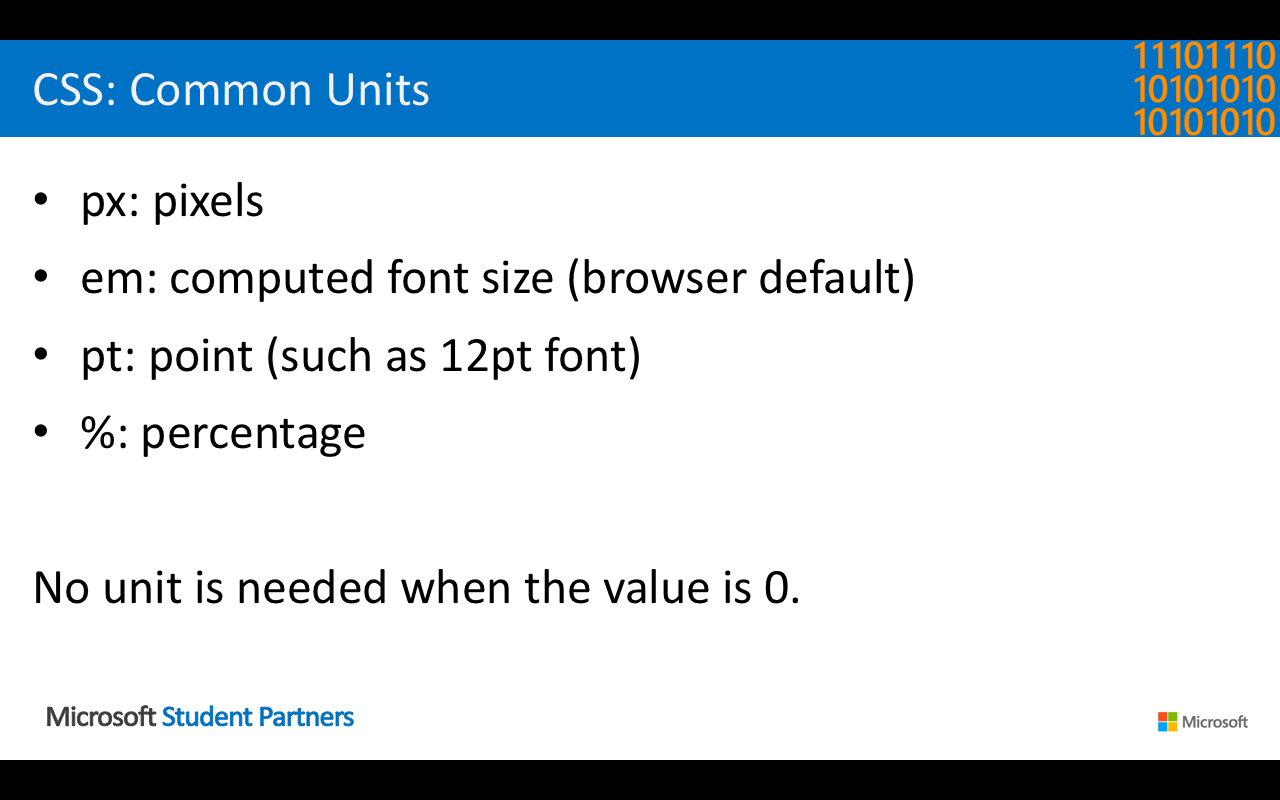 CSS: Common Units
11101110
10101010
10101010
• px: pixels
• em: computed font size (browser default)
• pt: point (such as 12pt font)
• %: percentage
No unit is needed when the value is 0.
Microsoft Student Partners
Microsoft